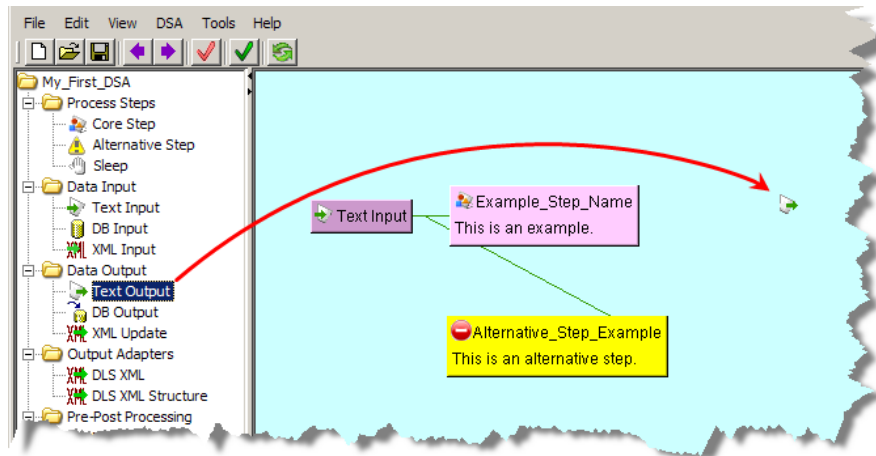 File Edit View DSA Tools Help
My_First_DSA
Process Steps
Core Step
Alternative Step
Sleep
Data Input
Text Input
DB Input
XML Input
Data Output
Text Output
DB Output
XML Update
Output Adapters
DLS XML
DLS XML Structure
Pre-Post Processing
Text Input
Example_Step_Name
This is an example.
Alternative_Step_Example
This is an alternative step.